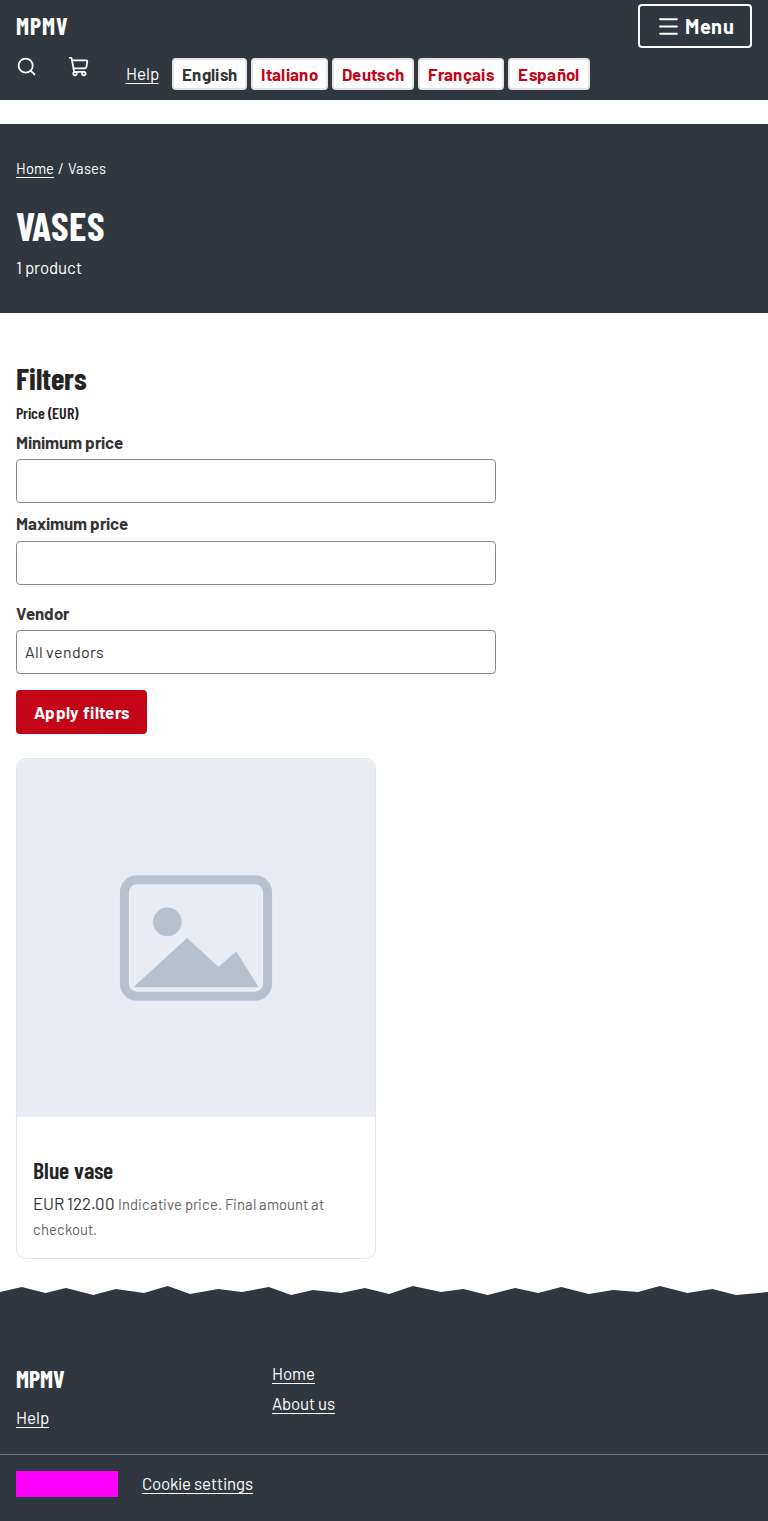 MPMV
Menu
Help English Italiano Deutsch Français Español
Home / Vases
VASES
1 product
Filters
Price (EUR)
Minimum price
Maximum price
Vendor
All vendors
Apply filters
Blue vase
EUR 122.00 Indicative price. Final amount at
checkout.
MPMV
Help
Home
About us
Cookie settings